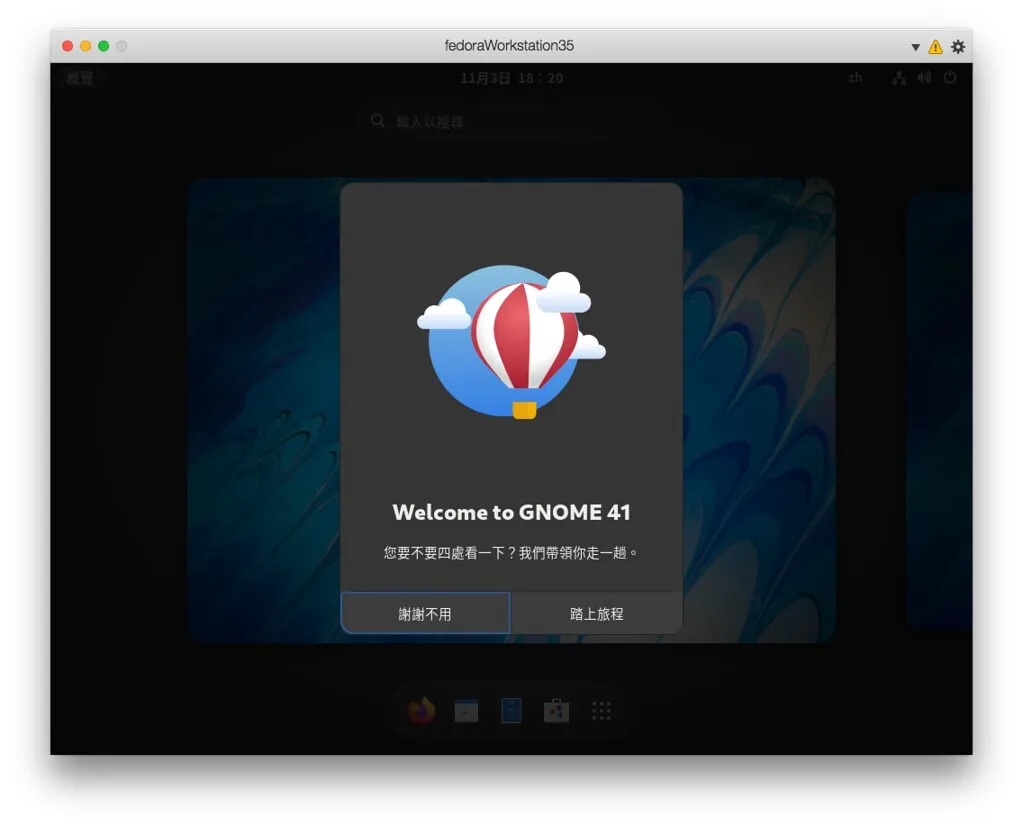 fedoraWorkstation35
概覽
11月3日 18：20
zh
輸入以搜尋
Welcome to GNOME 41
您要不要四處看一下？我們帶領你走一趟。
謝謝不用
踏上旅程